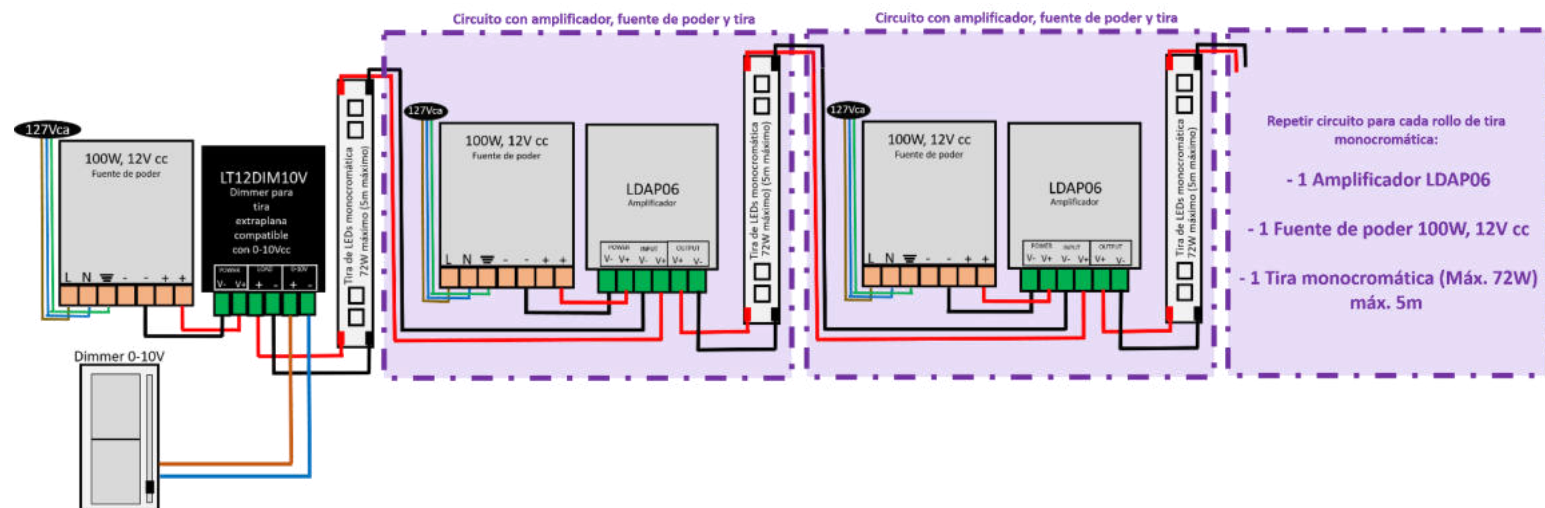 Circuito con amplificador, fuente de poder y tira
Circuito con amplificador, fuente de poder y tira
127Vca
100W, 12V cc
Fuente de poder
L N - - + +
LT12DIM10V
Dimmer para
tira
extraplana
compatible
con 0-10Vcc
POWER LOAD 0-10V
V- V+ + - + -
Tira de LEDs monocromática
72W máximo (5m máximo)
Dimmer 0-10V
127Vca
100W, 12V cc
Fuente de poder
L N - - + +
LDAP06
Amplificador
POWER INPUT OUTPUT
V- V+ V- V+ V+ V-
Tira de LEDs monocromática
72W máximo) (5m máximo)
127Vca
100W, 12V cc
Fuente de poder
L N - - + +
LDAP06
Amplificador
POWER INPUT OUTPUT
V- V+ V- V+ V+ V-
Tira de LEDs monocromática
72W máximo) (5m máximo)
Repetir circuito para cada rollo de tira
monocromática:
- 1 Amplificador LDAP06
- 1 Fuente de poder 100W, 12V cc
- 1 Tira monocromática (Máx. 72W)
máx. 5m